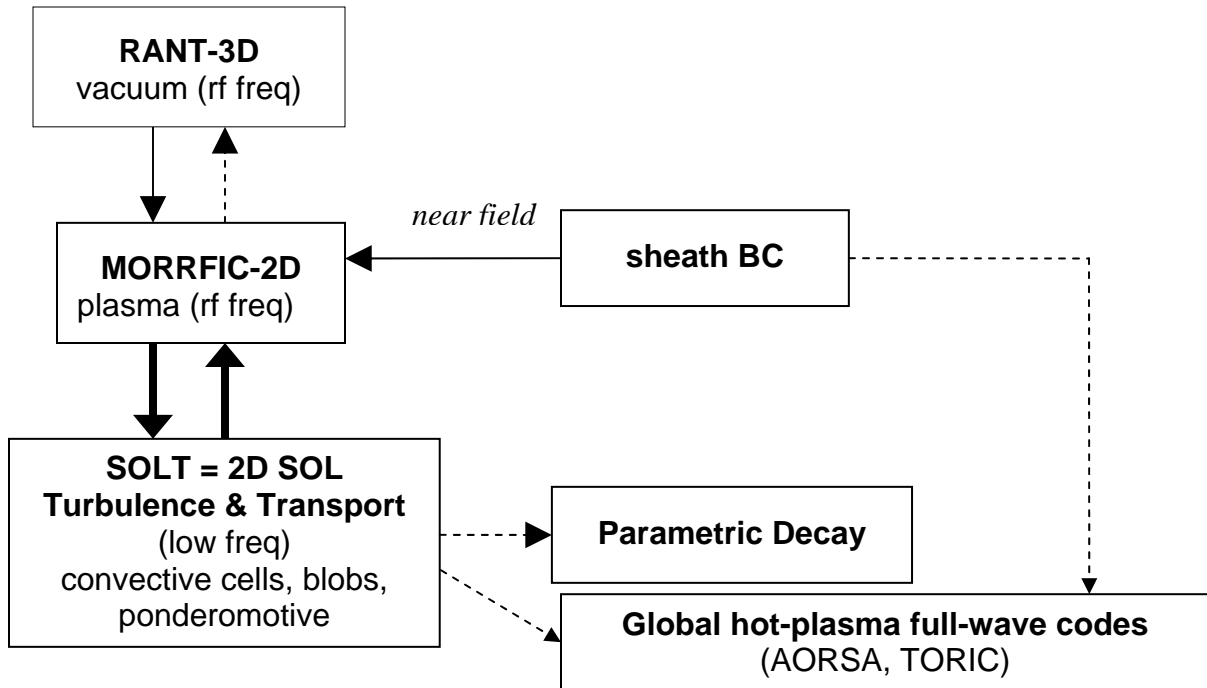 RANT-3D
vacuum (rf freq)
near field
sheath BC
MORRFIC-2D
plasma (rf freq)
SOLT = 2D SOL
Turbulence & Transport
(low freq)
convective cells, blobs,
ponderomotive
Parametric Decay
Global hot-plasma full-wave codes
(AORSA, TORIC)